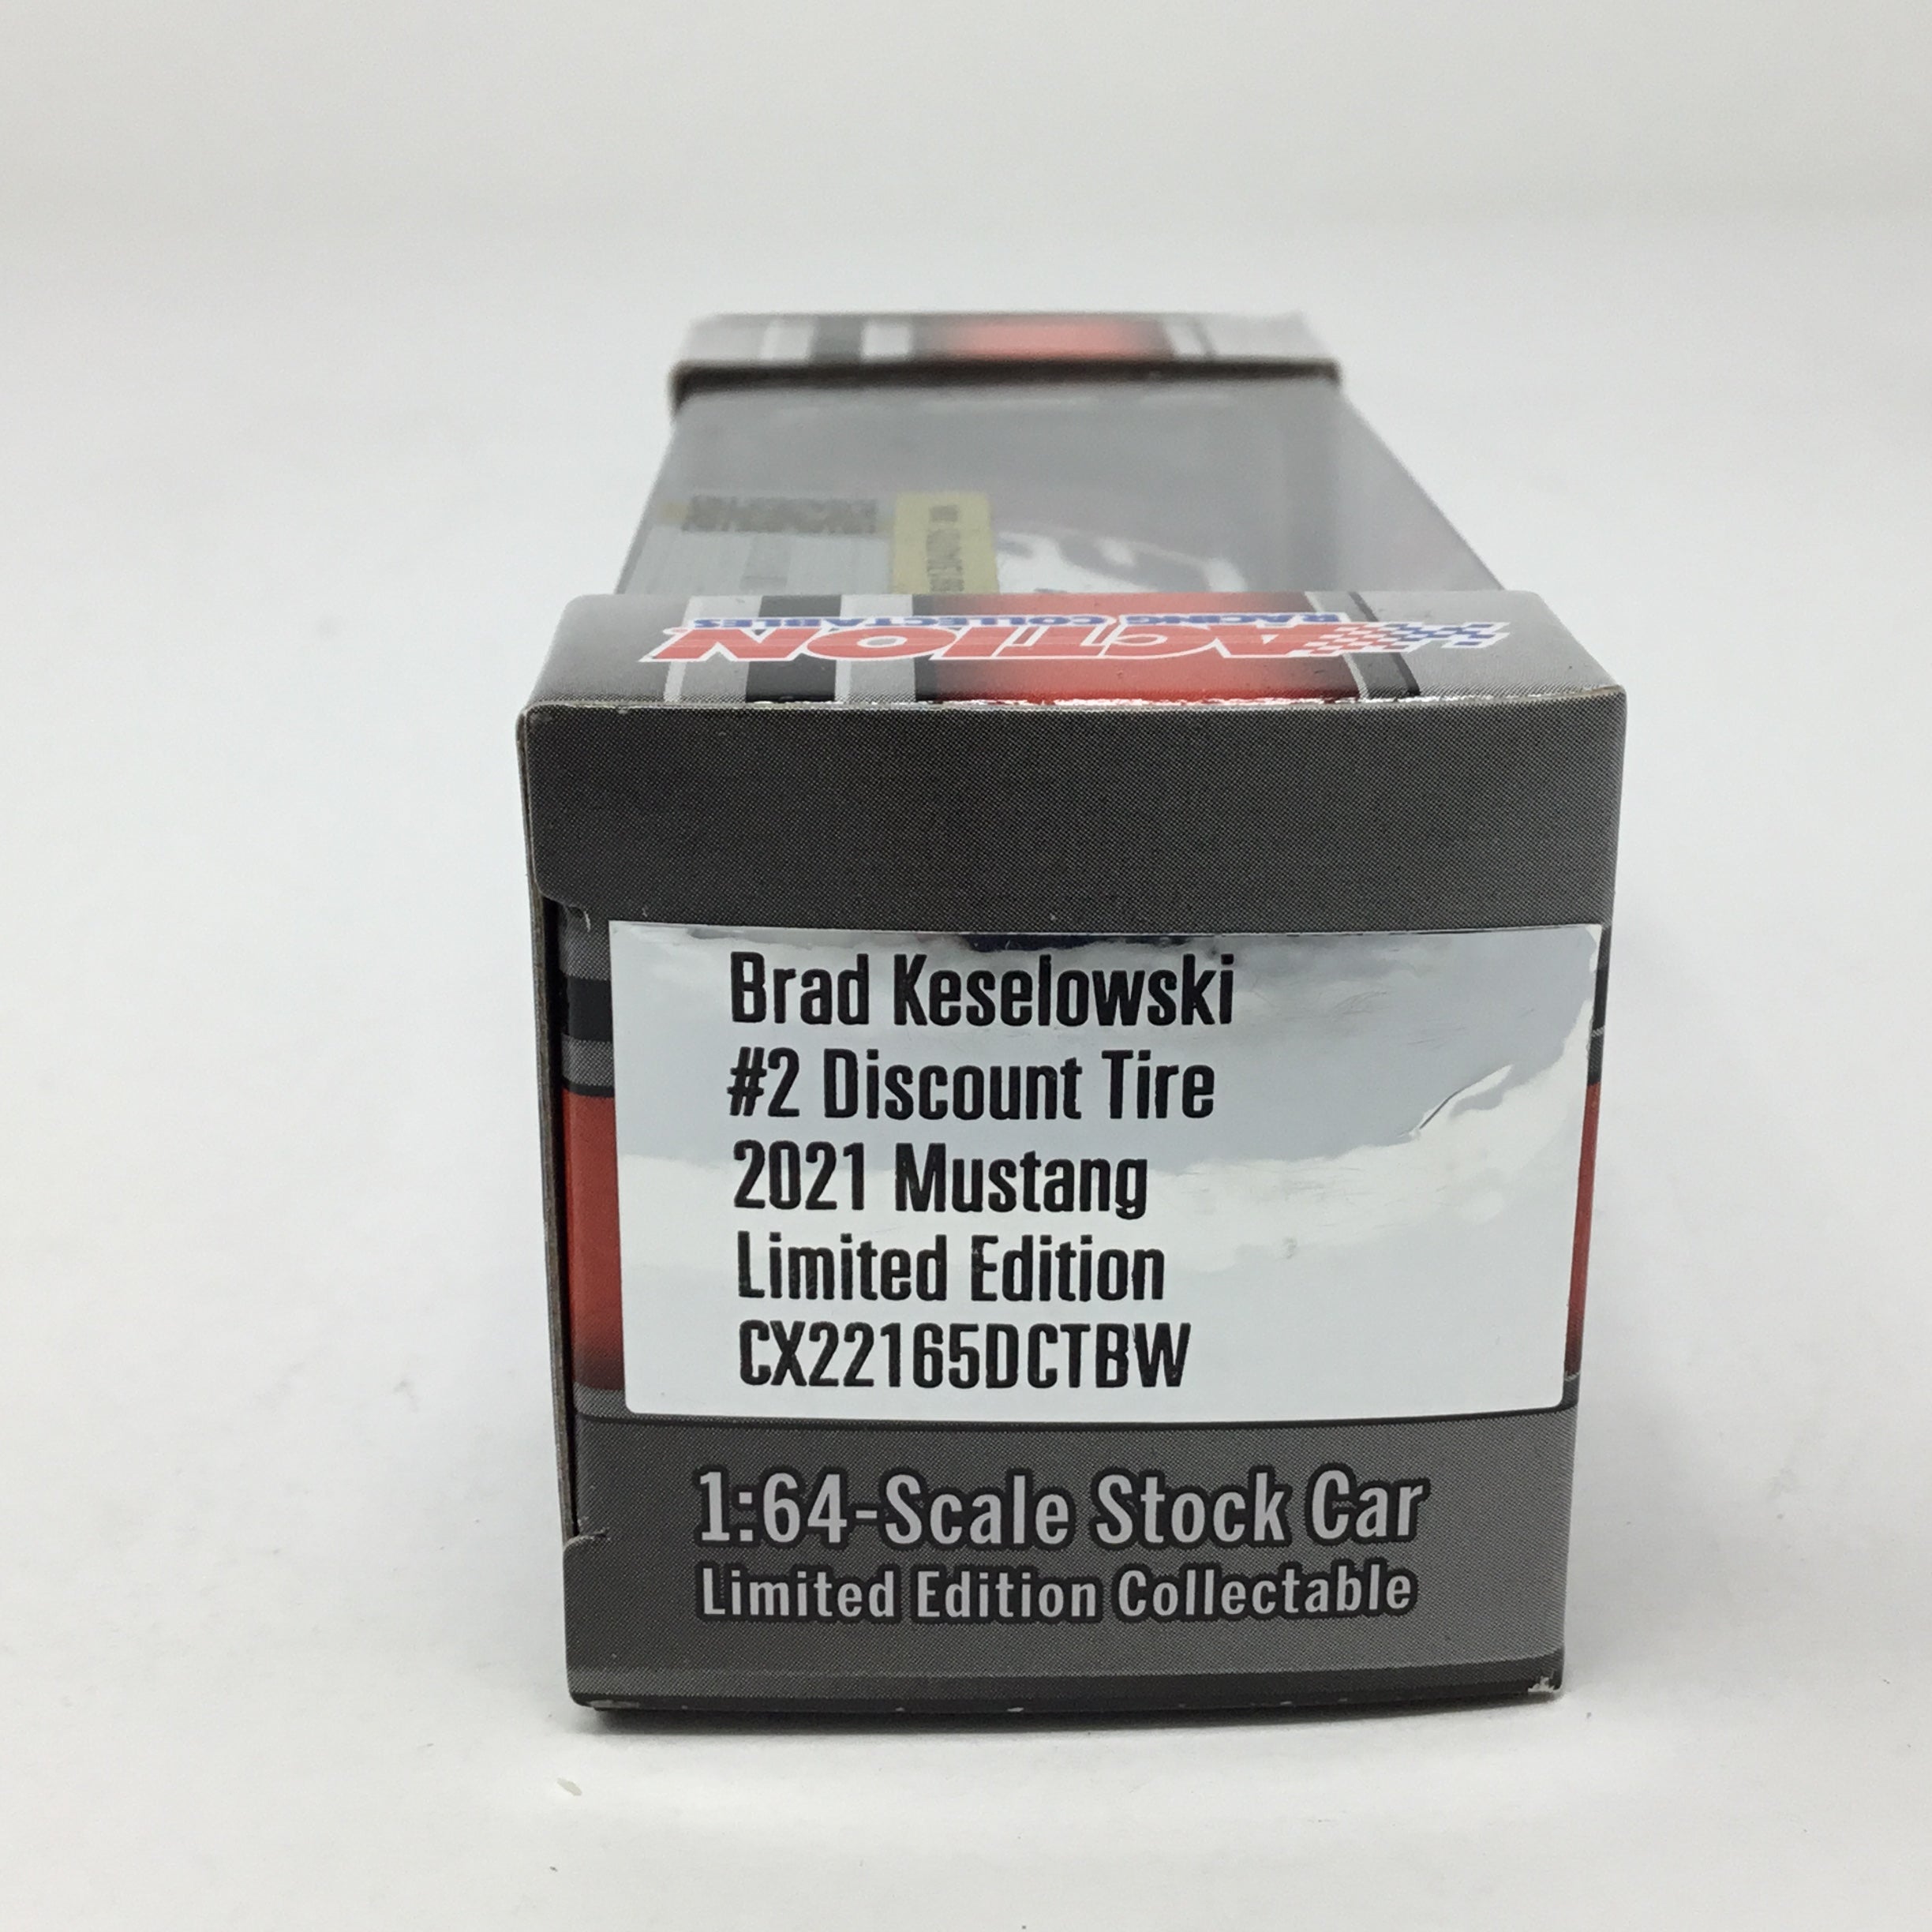 ACTION
RACING COLLECTABLES
Brad Keselowski
#2 Discount Tire
2021 Mustang
Limited Edition
CX22165DCTBW
1:64-Scale Stock Car
Limited Edition Collectable